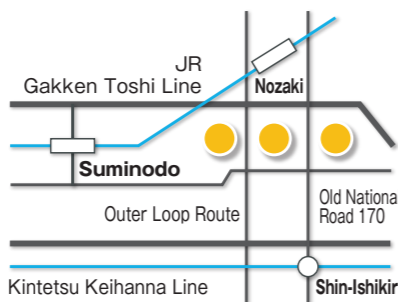 JR
Gakken Toshi Line
Nozaki
Suminodo
Outer Loop Route
Old Nationa
Road 170
Kintetsu Keihanna Line
Shin-Ishikir